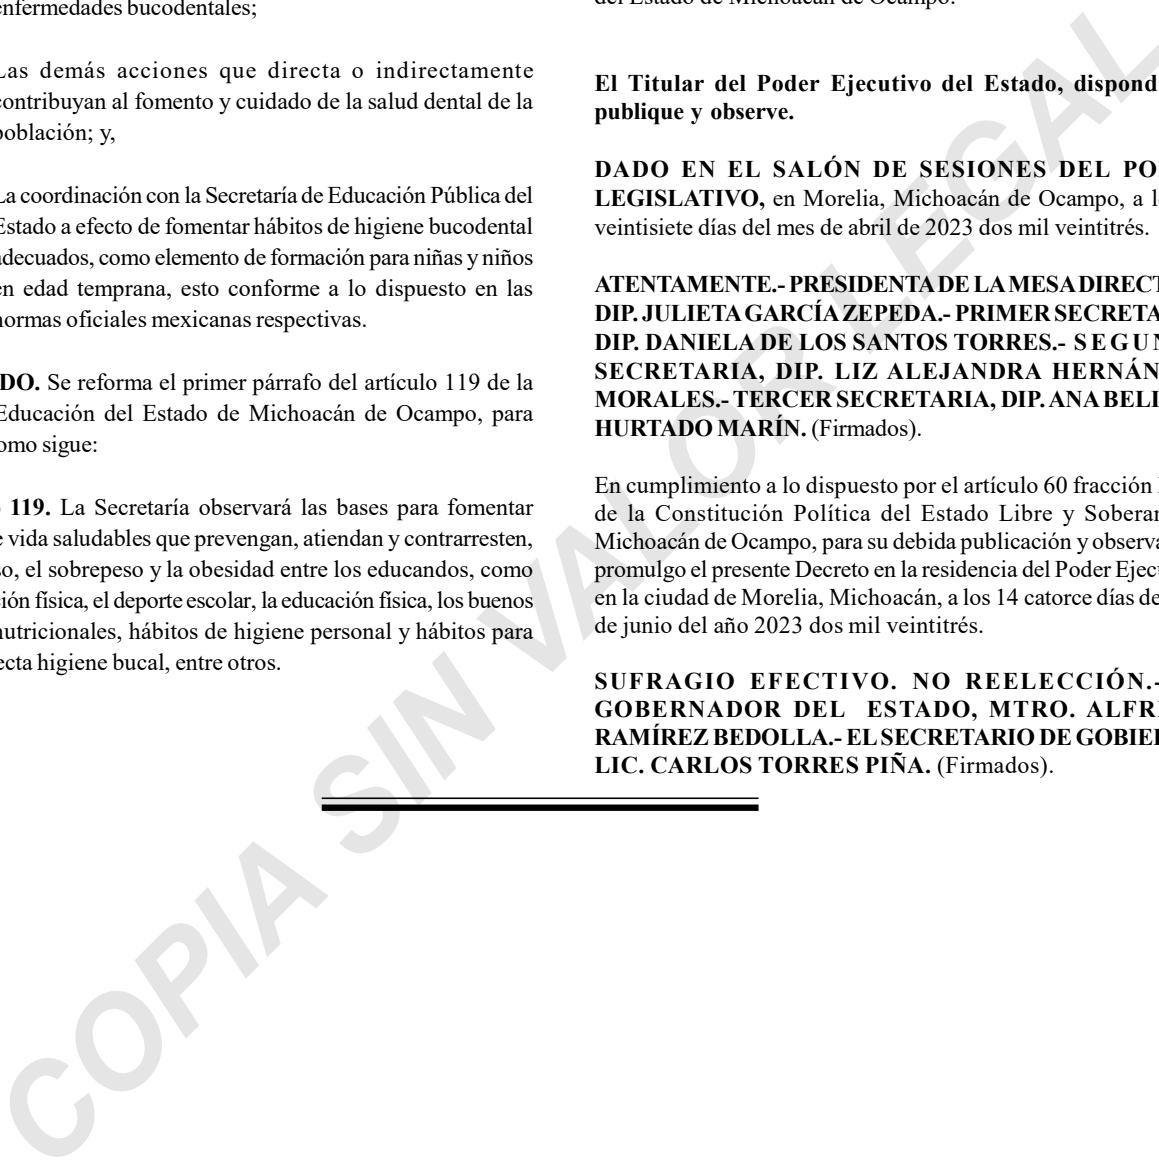 enfermedades bucodentales;
Las demás acciones que directa o indirectamente
contribuyan al fomento y cuidado de la salud dental de la
población; y,
La coordinación con la Secretaría de Educación Pública del
Estado a efecto de fomentar hábitos de higiene bucodental
adecuados, como elemento de formación para niñas y niños
en edad temprana, esto conforme a lo dispuesto en las
normas oficiales mexicanas respectivas.
DO. Se reforma el primer párrafo del artículo 119 de la
Educación del Estado de Michoacán de Ocampo, para
omo sigue:
119. La Secretaría observará las bases para fomentar
e vida saludables que prevengan, atiendan y contrarresten,
so, el sobrepeso y la obesidad entre los educandos, como
ión física, el deporte escolar, la educación física, los buenos
nutricionales, hábitos de higiene personal y hábitos para
ecta higiene bucal, entre otros.
del Estado de Michoacán de Ocampo.
El Titular del Poder Ejecutivo del Estado, dispond
publique y observe.
DADO EN EL SALÓN DE SESIONES DEL PO
LEGISLATIVO, en Morelia, Michoacán de Ocampo, a l
veintisiete días del mes de abril de 2023 dos mil veintitrés.
ATENTAMENTE.- PRESIDENTA DE LA MESA DIRECT
DIP. JULIETA GARCÍA ZEPEDA.- PRIMER SECRETA
DIP. DANIELA DE LOS SANTOS TORRES.- SEGUN
SECRETARIA, DIP. LIZ ALEJANDRA HERNÁN
MORALES.- TERCER SECRETARIA, DIP. ANA BELI
HURTADO MARÍN. (Firmados).
En cumplimiento a lo dispuesto por el artículo 60 fracción
de la Constitución Política del Estado Libre y Sobera
Michoacán de Ocampo, para su debida publicación y observa
promulgo el presente Decreto en la residencia del Poder Ejecu
en la ciudad de Morelia, Michoacán, a los 14 catorce días de
de junio del año 2023 dos mil veintitrés.
SUFRAGIO EFECTIVO. NO REELECCIÓN.-
GOBERNADOR DEL ESTADO, MTRO. ALFR
RAMÍREZ BEDOLLA.- EL SECRETARIO DE GOBIE
LIC. CARLOS TORRES PIÑA. (Firmados).
COPIA SIN VALOR LEGAL